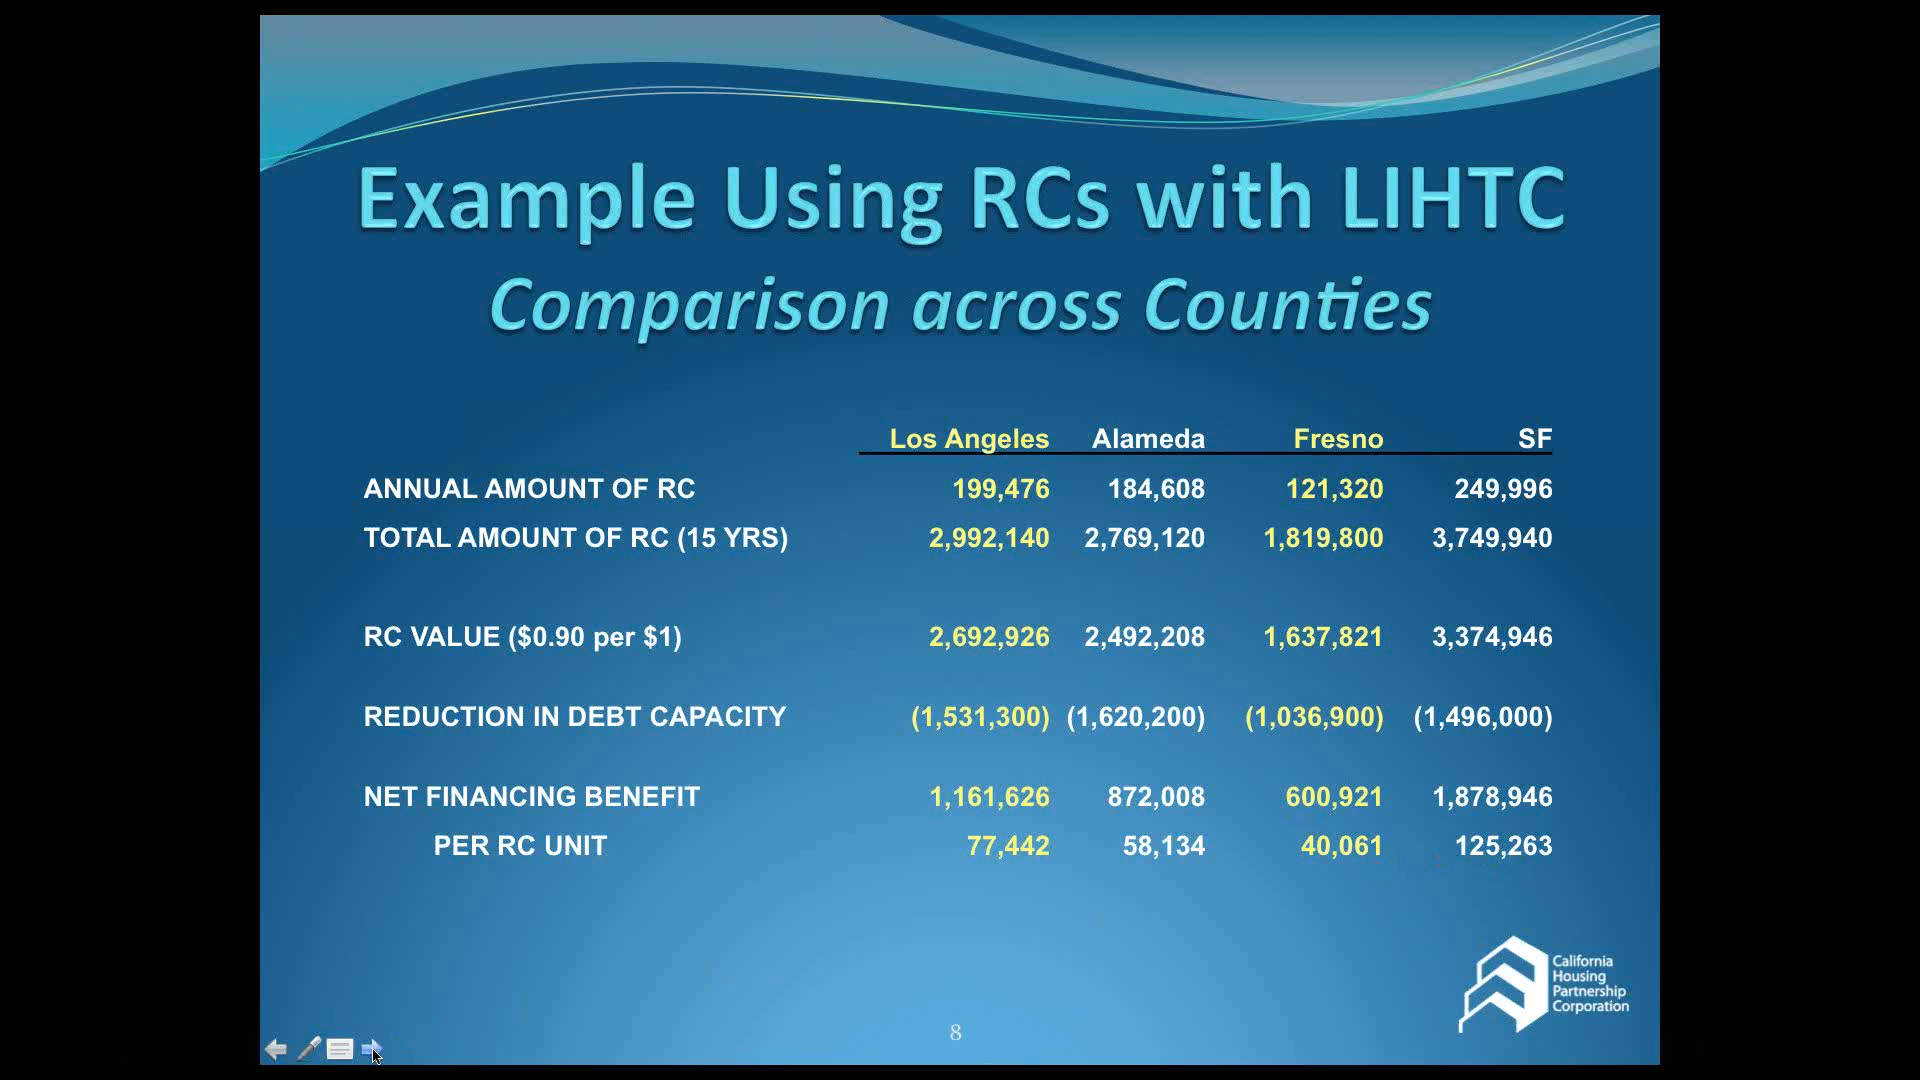 Example Using RCs with LIHTC
Comparison across Counties
Los Angeles Alameda Fresno SF
ANNUAL AMOUNT OF RC 199,476 184,608 121,320 249,996
TOTAL AMOUNT OF RC (15 YRS) 2,992,140 2,769,120 1,819,800 3,749,940
RC VALUE ($0.90 per $1) 2,692,926 2,492,208 1,637,821 3,374,946
REDUCTION IN DEBT CAPACITY (1,531,300) (1,620,200) (1,036,900) (1,496,000)
NET FINANCING BENEFIT 1,161,626 872,008 600,921 1,878,946
PER RC UNIT 77,442 58,134 40,061 125,263
California
Housing
Partnership
Corporation
8